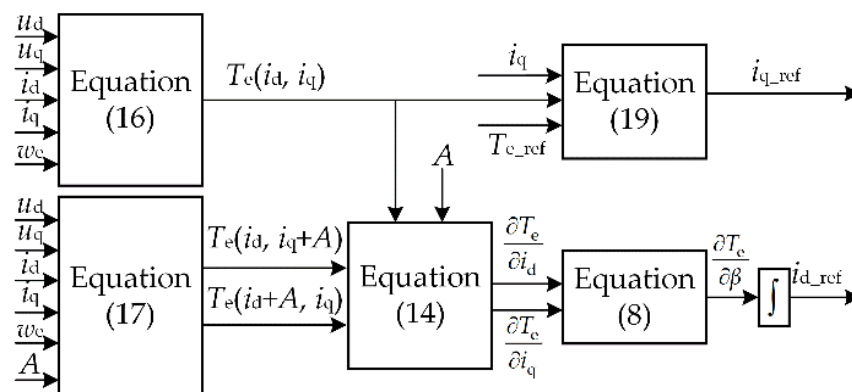 u_d
u_q
i_d
i_q
w_e
Equation
(16)
T_e(i_d, i_q)
i_q
T_e_ref
Equation
(19)
i_q_ref
A
u_d
u_q
i_d
i_q
w_e
A
Equation
(17)
T_e(i_d, i_q+A)
T_e(i_d+A, i_q)
Equation
(14)
∂T_e
∂i_d
∂T_e
∂i_q
Equation
(8)
∂T_e
∂β
∫
i_d_ref